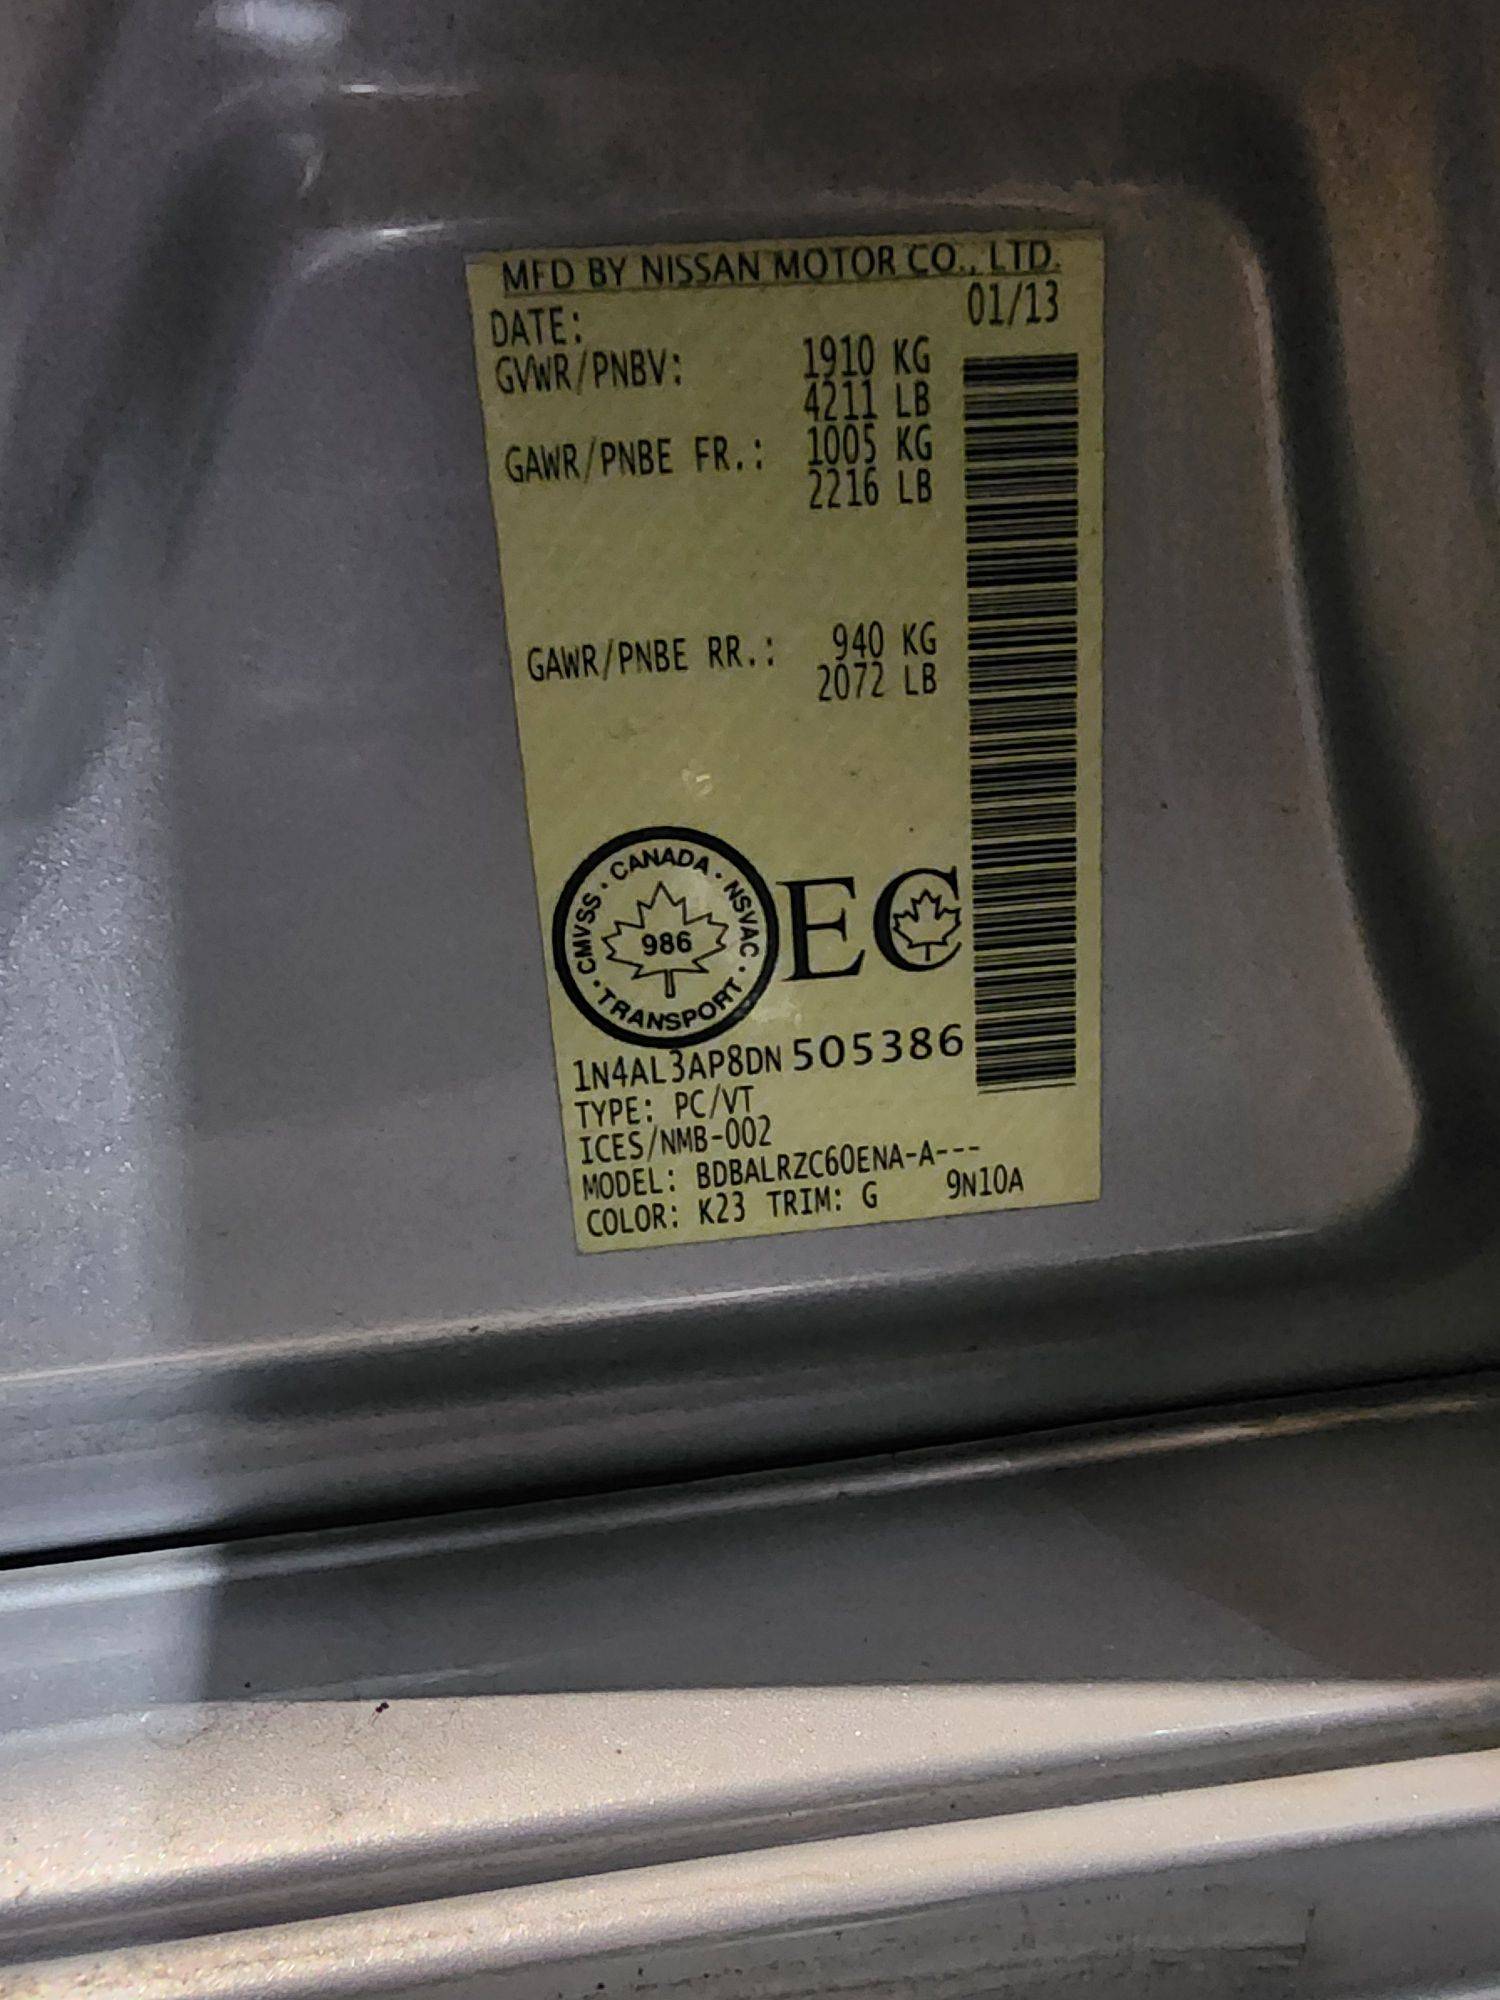 MFD BY NISSAN MOTOR CO., LTD.
DATE: 01/13
GVWR/PNBV: 1910 KG
4211 LB
GAWR/PNBE FR.: 1005 KG
2216 LB
GAWR/PNBE RR.: 940 KG
2072 LB
CMVSS · CANADA · NSVAC · TRANSPORT ·
986
EC
1N4AL3AP8DN505386
TYPE: PC/VT
ICES/NMB-002
MODEL: BDBALRZC60ENA-A---
COLOR: K23 TRIM: G 9N10A